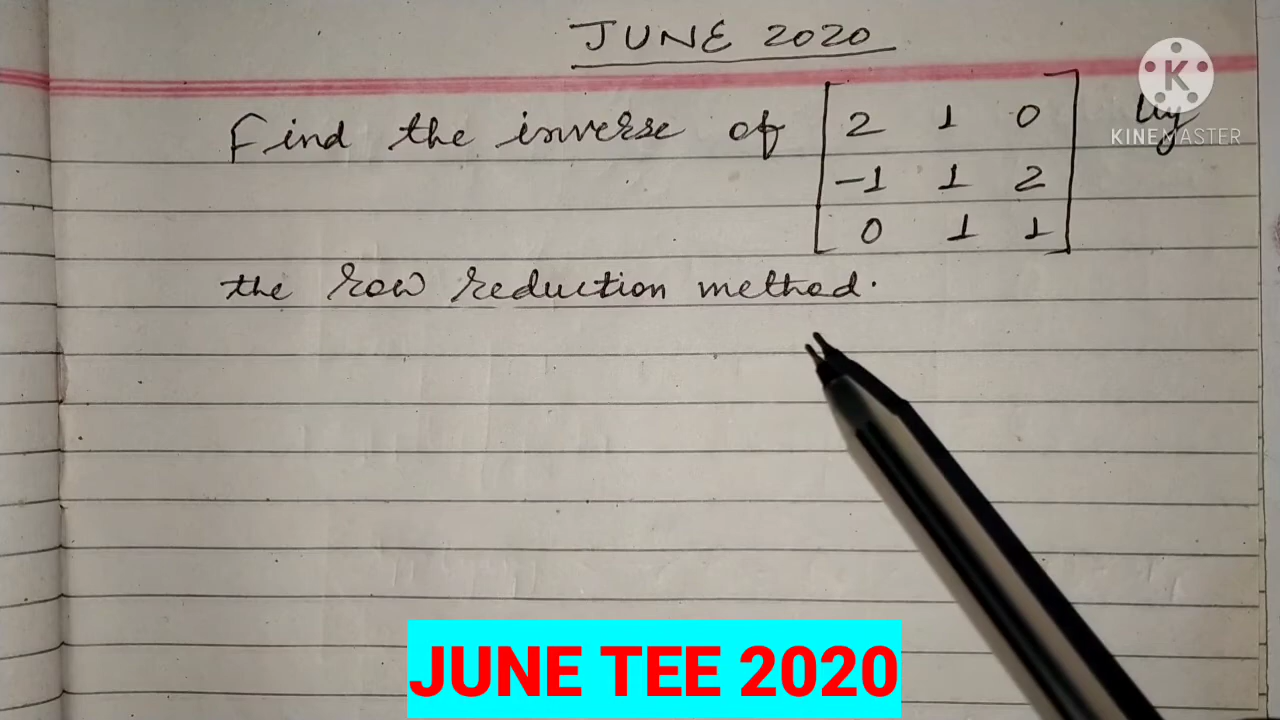 JUNE 2020
Find the inverse of [ 2 1 0 ] by
[ -1 1 2 ]
[ 0 1 1 ]
the row reduction method.
K
KINEMASTER
JUNE TEE 2020